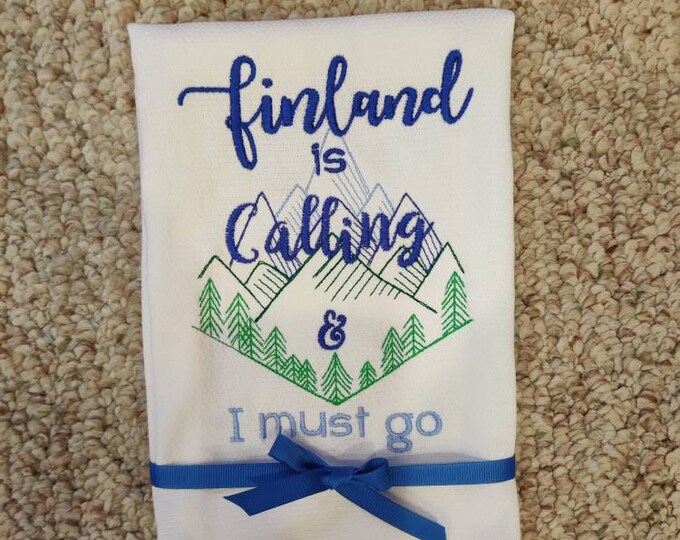 Finland
is
Calling
&
I must go